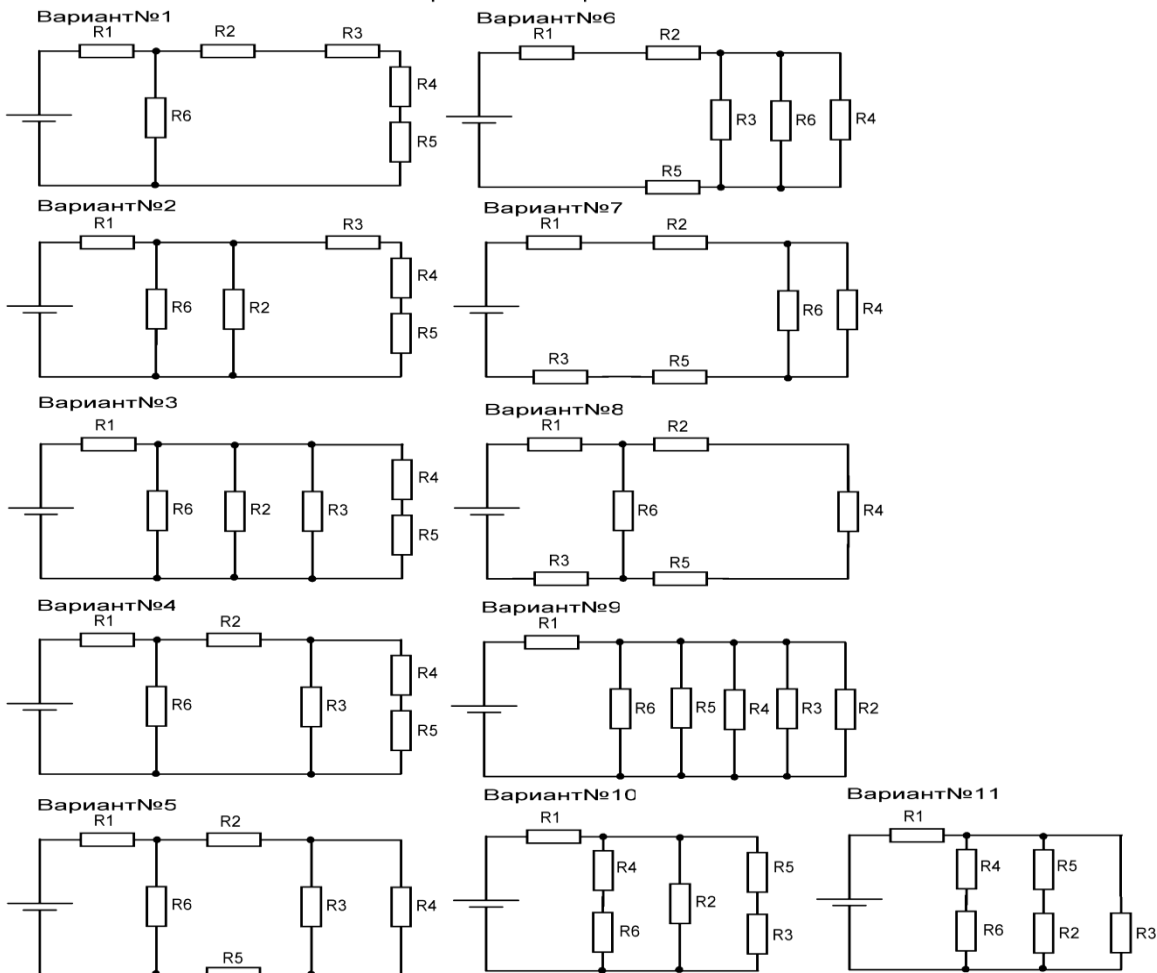 Вариант№1
R1 R2 R3
R4
R6
R5
Вариант№6
R1 R2
R3 R6 R4
R5
Вариант№2
R1 R3
R4
R6 R2
R5
Вариант№7
R1 R2
R6 R4
R3 R5
Вариант№3
R1
R4
R6 R2 R3
R5
Вариант№8
R1 R2
R6 R4
R3 R5
Вариант№4
R1 R2
R4
R6 R3
R5
Вариант№9
R1
R6 R5 R4 R3 R2
Вариант№5
R1 R2
R6 R3 R4
R5
Вариант№10
R1
R4 R5
R2
R6 R3
Вариант№11
R1
R4 R5
R6 R2 R3